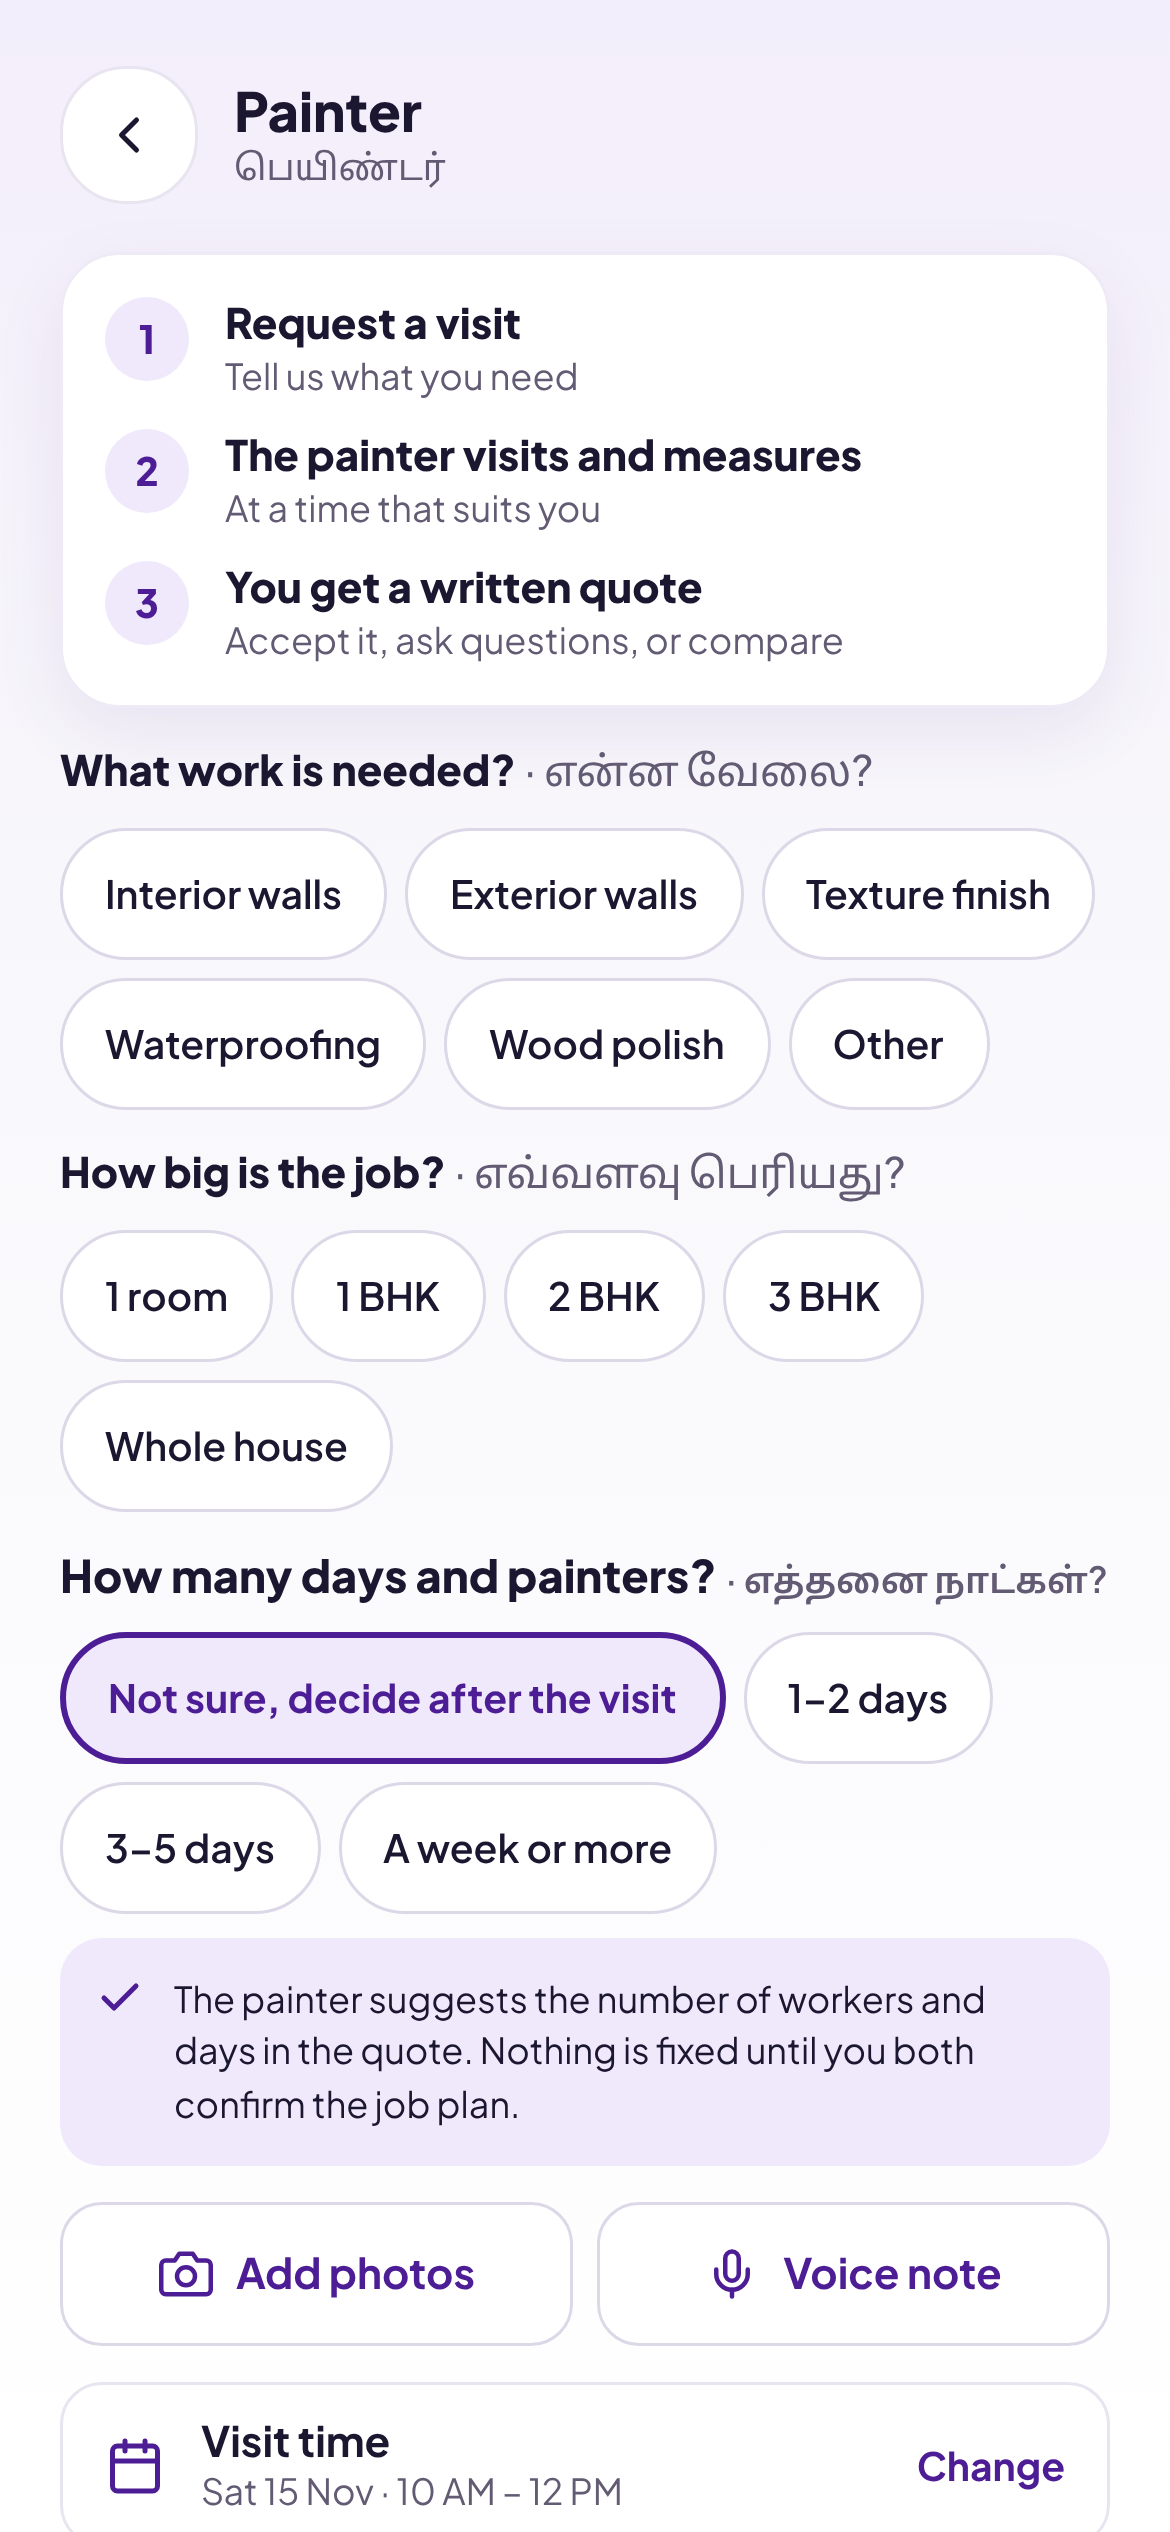 Painter
பெயிண்டர்
1 Request a visit
Tell us what you need
2 The painter visits and measures
At a time that suits you
3 You get a written quote
Accept it, ask questions, or compare
What work is needed? · என்ன வேலை?
Interior walls Exterior walls Texture finish
Waterproofing Wood polish Other
How big is the job? · எவ்வளவு பெரியது?
1 room 1 BHK 2 BHK 3 BHK
Whole house
How many days and painters? · எத்தனை நாட்கள்?
Not sure, decide after the visit 1–2 days
3–5 days A week or more
The painter suggests the number of workers and
days in the quote. Nothing is fixed until you both
confirm the job plan.
Add photos Voice note
Visit time
Sat 15 Nov · 10 AM – 12 PM
Change